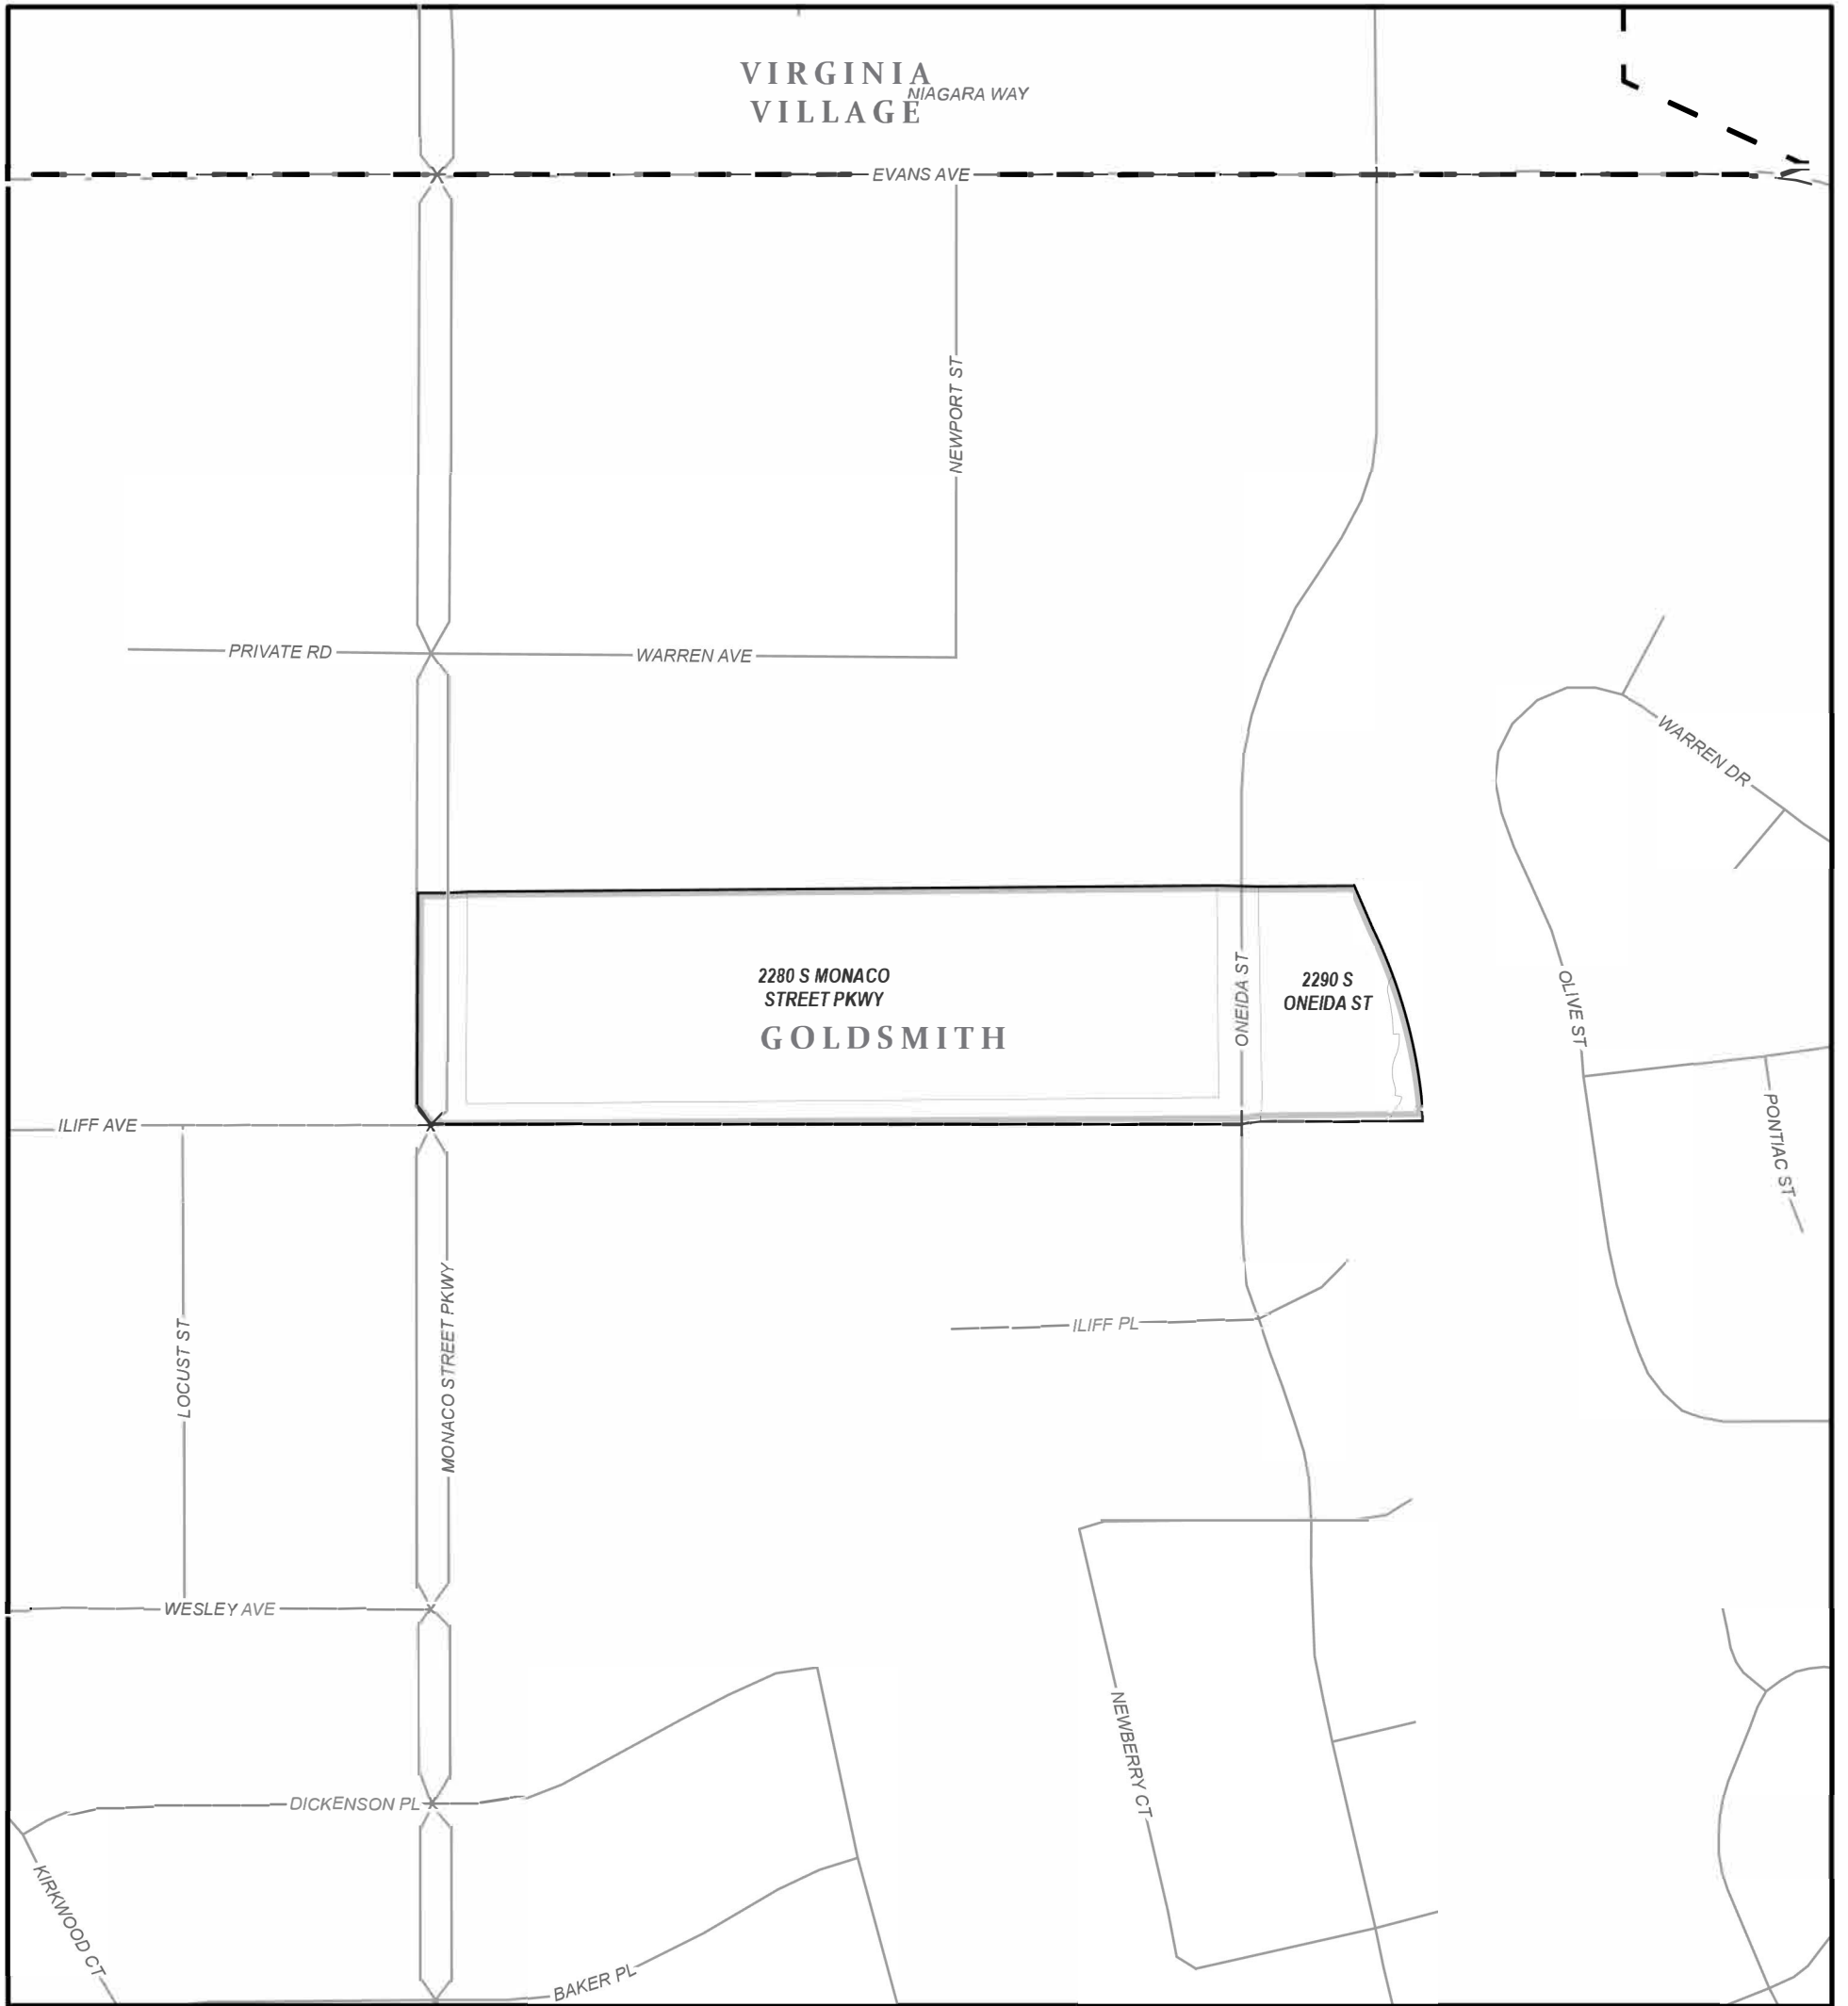 VIRGINIA
VILLAGE
NIAGARA WAY
EVANS AVE
NEWPORT ST
PRIVATE RD
WARREN AVE
WARREN DR
2280 S MONACO
STREET PKWY
GOLDSMITH
ONEIDA ST
2290 S
ONEIDA ST
OLIVE ST
PONTIAC ST
ILIFF AVE
LOCUST ST
MONACO STREET PKWY
ILIFF PL
WESLEY AVE
NEWBERRY CT
DICKENSON PL
KIRKWOOD CT
BAKER PL